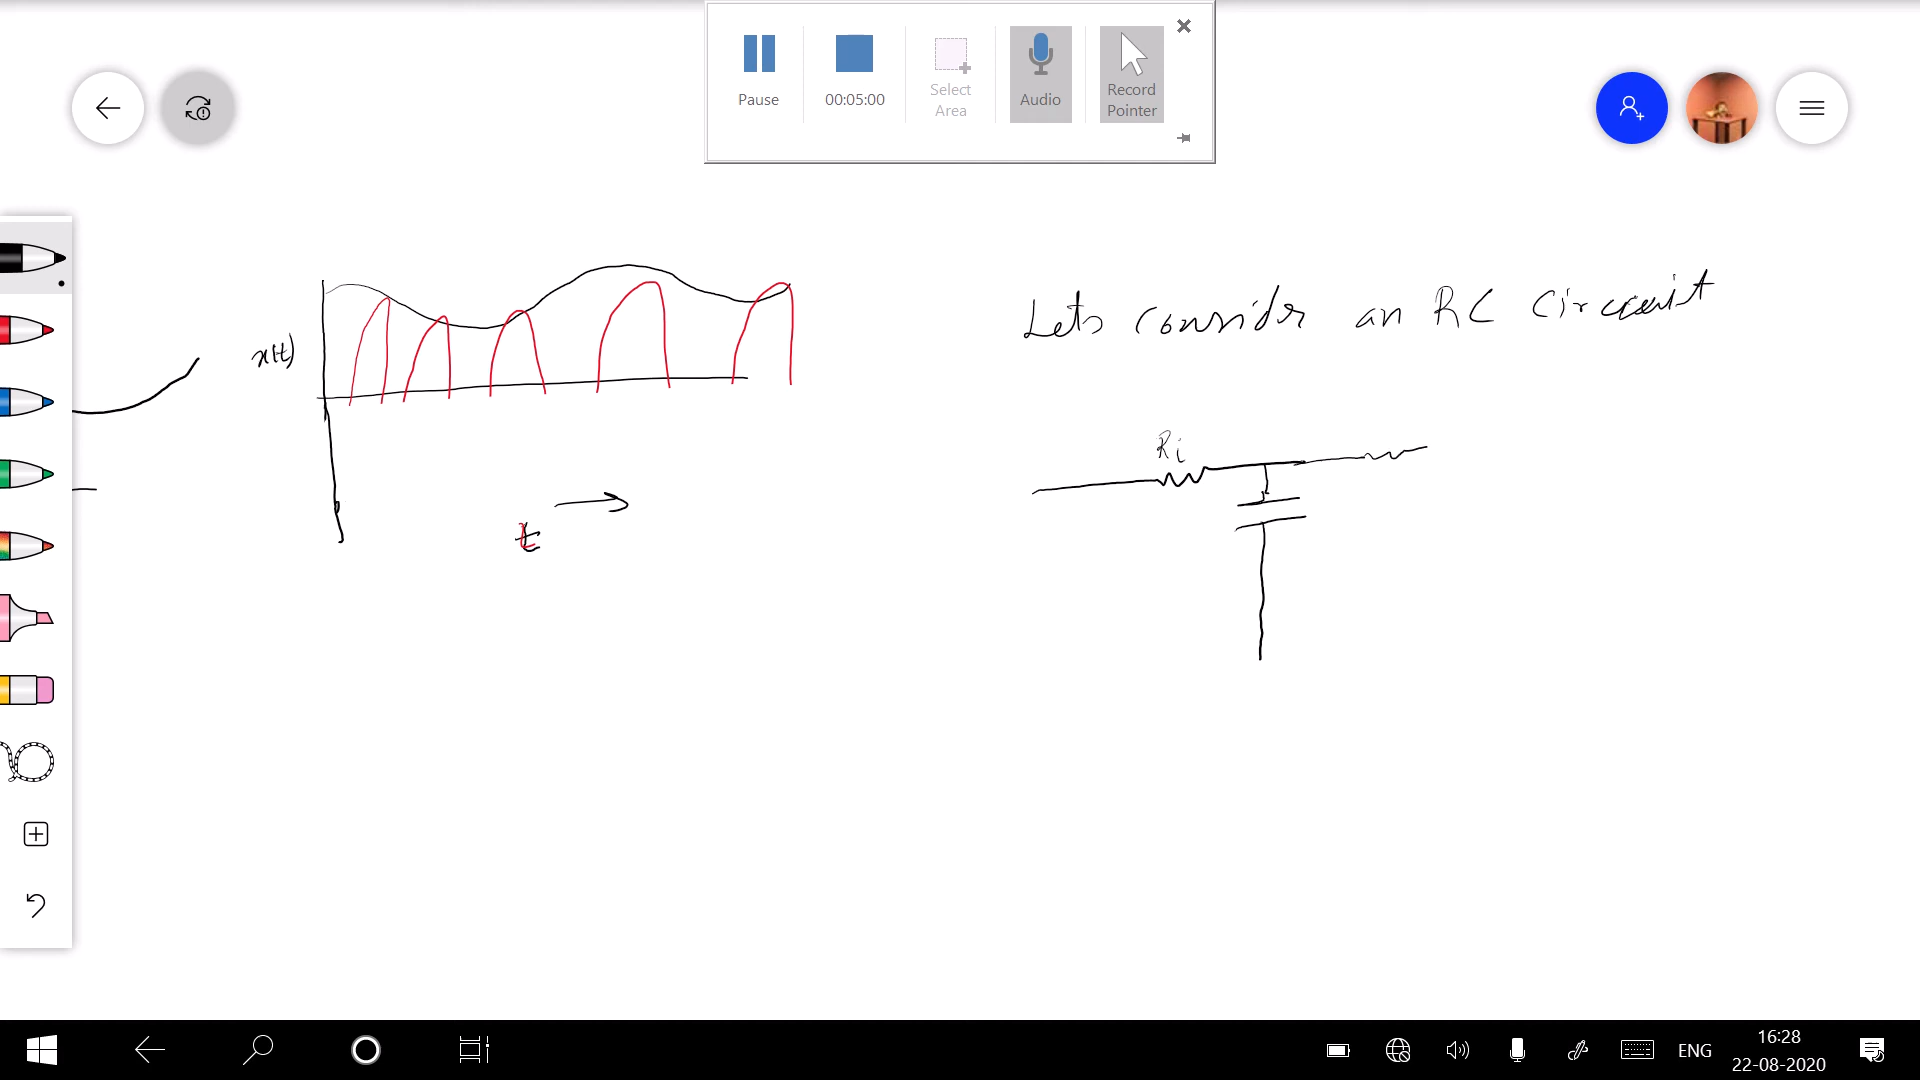 Pause
00:05:00
Select
Area
Audio
Record
Pointer
x(t)
t
Lets consider an RC circuit
Ri
ENG
16:28
22-08-2020